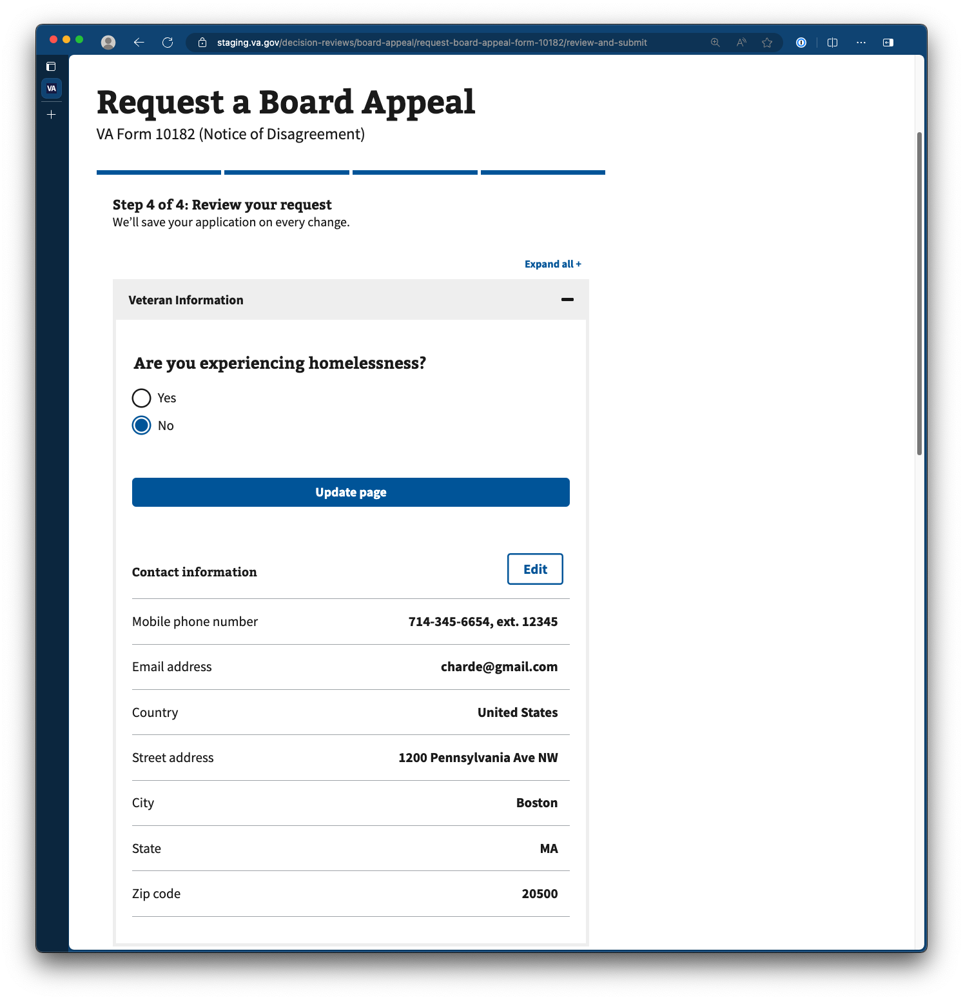 staging.va.gov/decision-reviews/board-appeal/request-board-appeal-form-10182/review-and-submit
VA
Request a Board Appeal
VA Form 10182 (Notice of Disagreement)
Step 4 of 4: Review your request
We’ll save your application on every change.
Expand all +
Veteran Information
Are you experiencing homelessness?
Yes
No
Update page
Contact information
Edit
Mobile phone number 714-345-6654, ext. 12345
Email address charde@gmail.com
Country United States
Street address 1200 Pennsylvania Ave NW
City Boston
State MA
Zip code 20500